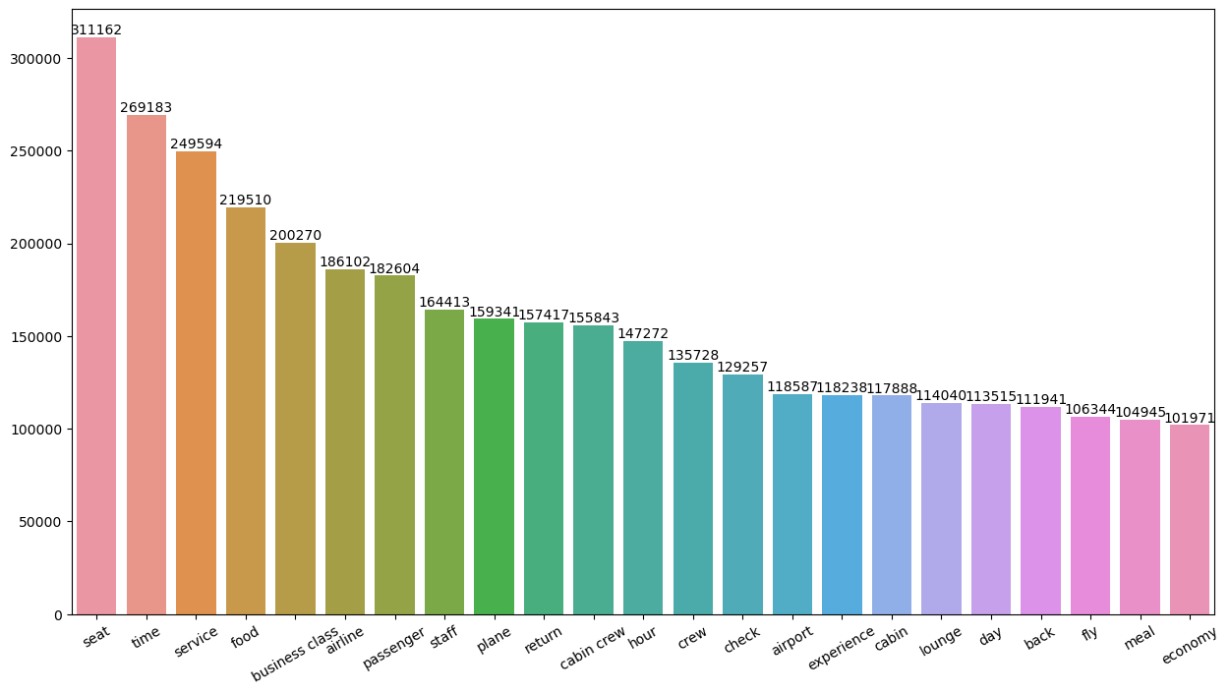 311162
300000
269183
250000
249594
219510
200000
200270
186102
182604
164413
159341
157417
155843
150000
147272
135728
129257
118587
118238
117888
114040
113515
111941
106344
104945
101971
100000
50000
0
seat
time
service
food
business class
airline
passenger
staff
plane
return
cabin crew
hour
crew
check
airport
experience
cabin
lounge
day
back
fly
meal
economy